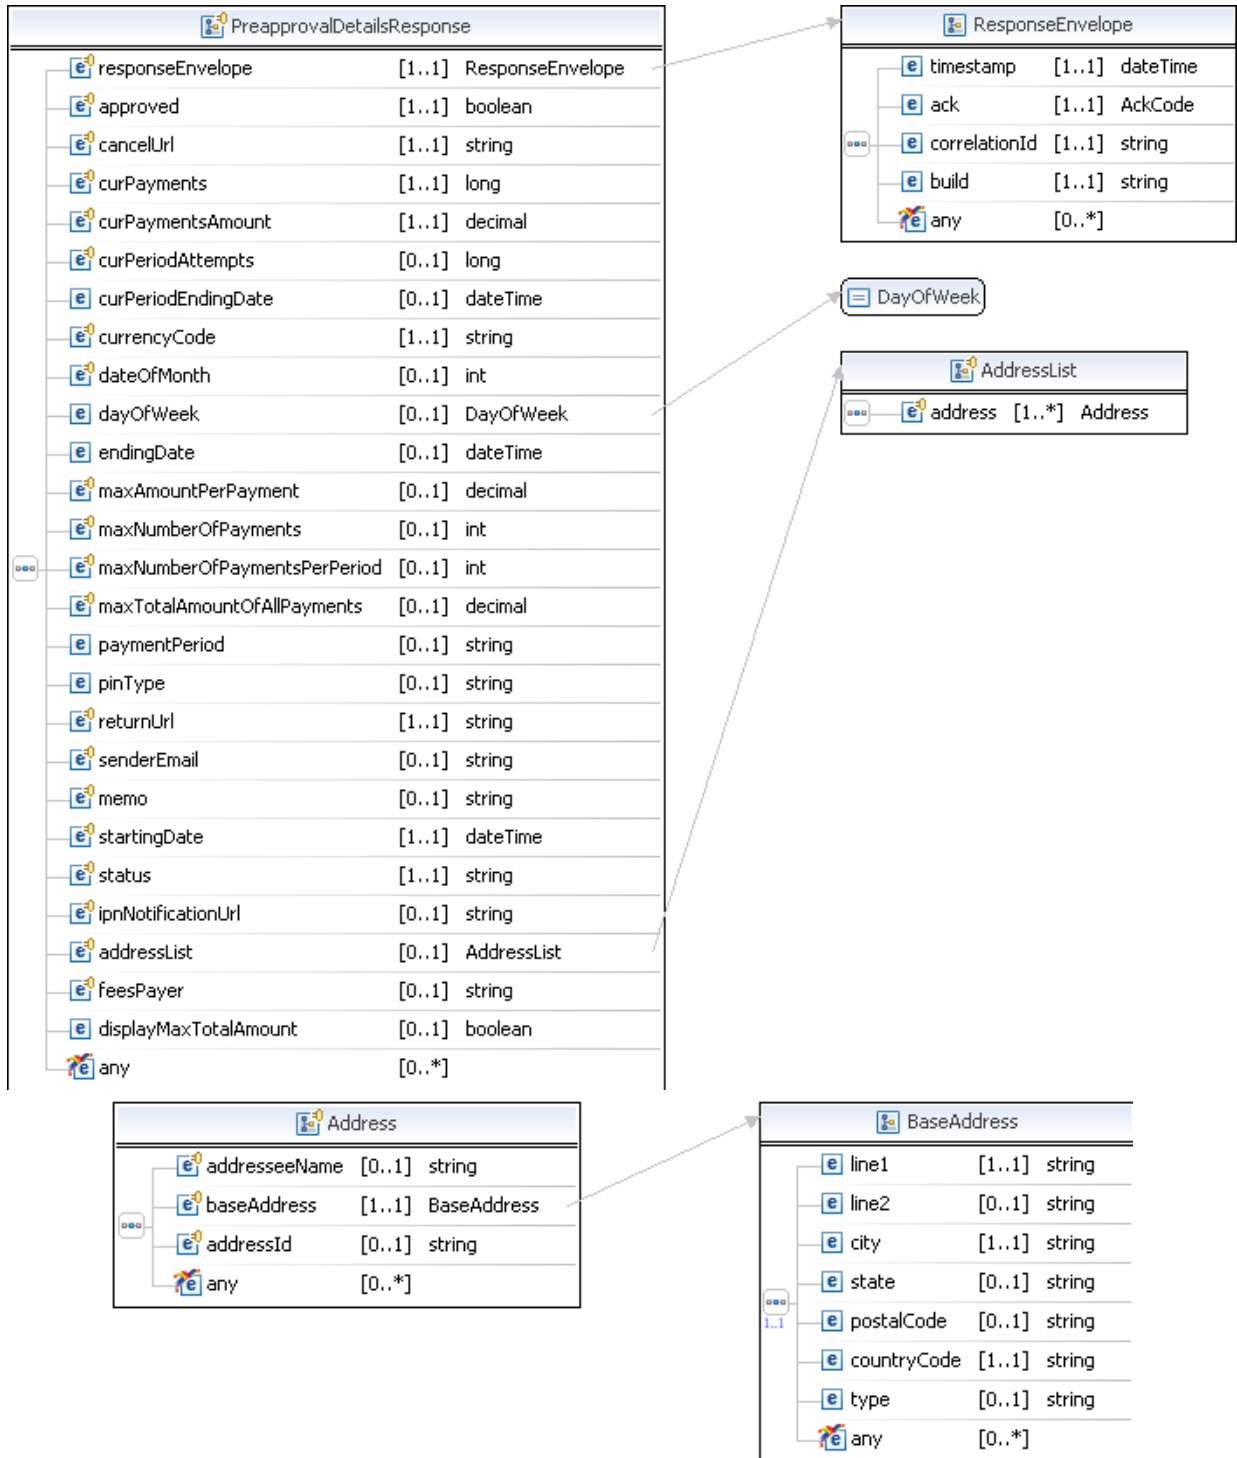 PreapprovalDetailsResponse
responseEnvelope [1..1] ResponseEnvelope
approved [1..1] boolean
cancelUrl [1..1] string
curPayments [1..1] long
curPaymentsAmount [1..1] decimal
curPeriodAttempts [0..1] long
curPeriodEndingDate [0..1] dateTime
currencyCode [1..1] string
dateOfMonth [0..1] int
dayOfWeek [0..1] DayOfWeek
endingDate [0..1] dateTime
maxAmountPerPayment [0..1] decimal
maxNumberOfPayments [0..1] int
maxNumberOfPaymentsPerPeriod [0..1] int
maxTotalAmountOfAllPayments [0..1] decimal
paymentPeriod [0..1] string
pinType [0..1] string
returnUrl [1..1] string
senderEmail [0..1] string
memo [0..1] string
startingDate [1..1] dateTime
status [1..1] string
ipnNotificationUrl [0..1] string
addressList [0..1] AddressList
feesPayer [0..1] string
displayMaxTotalAmount [0..1] boolean
any [0..*]
ResponseEnvelope
timestamp [1..1] dateTime
ack [1..1] AckCode
correlationId [1..1] string
build [1..1] string
any [0..*]
DayOfWeek
AddressList
address [1..*] Address
Address
addresseeName [0..1] string
baseAddress [1..1] BaseAddress
addressId [0..1] string
any [0..*]
BaseAddress
line1 [1..1] string
line2 [0..1] string
city [1..1] string
state [0..1] string
1..1
postalCode [0..1] string
countryCode [1..1] string
type [0..1] string
any [0..*]